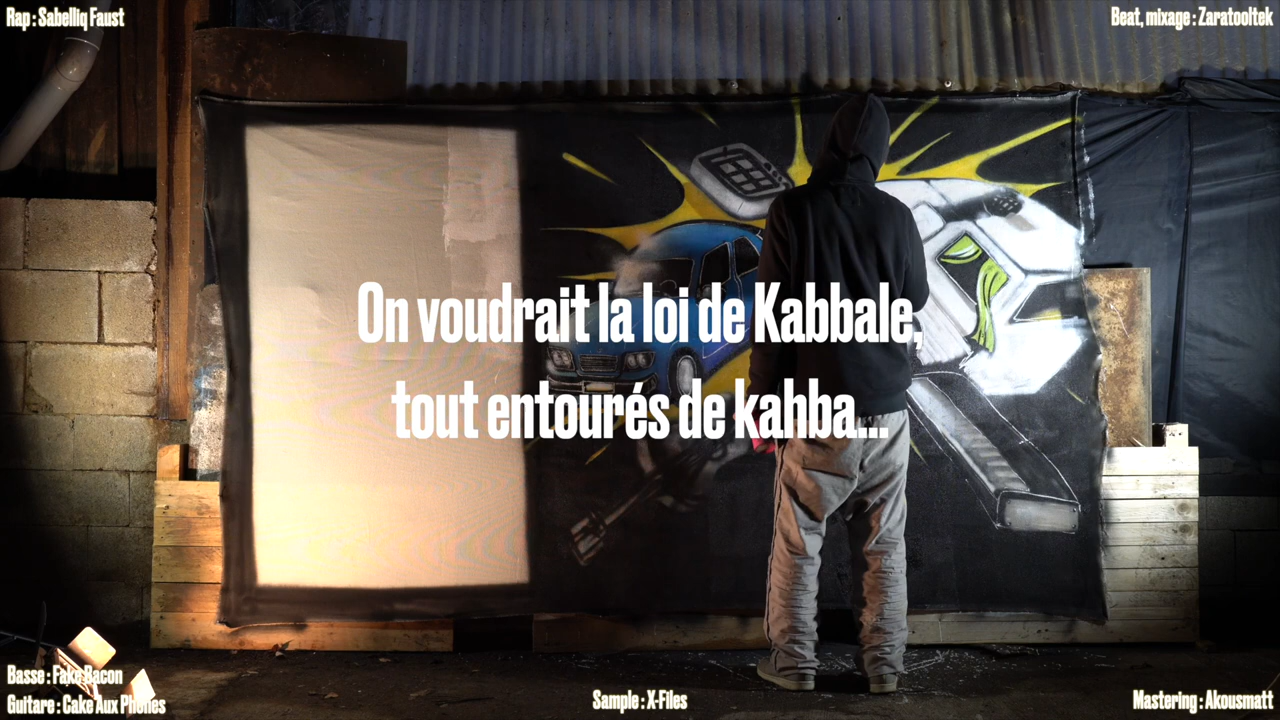 Rap : Sabelliq Faust
Beat, mixage : Zaratooltek
On voudrait la loi de Kabbale,
tout entourés de kahba...
Basse : Fake Bacon
Guitare : Cake Aux Phones
Sample : X-Files
Mastering : Akousmatt